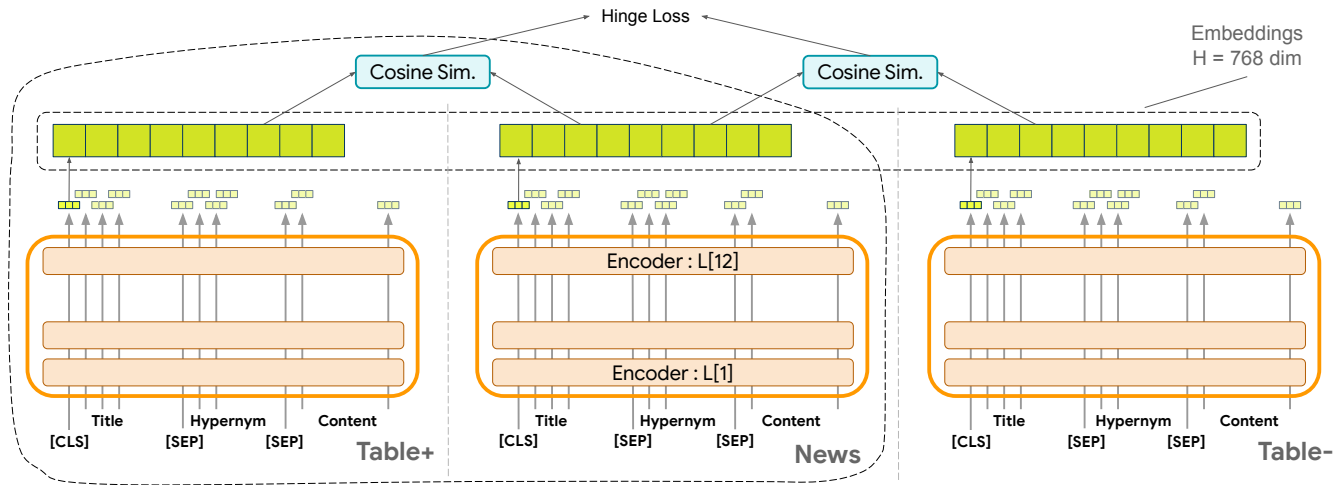 Hinge Loss
Embeddings
H = 768 dim
Cosine Sim.
Cosine Sim.
Encoder : L[12]
Encoder : L[1]
Title
Hypernym
Content
[CLS]
[SEP]
[SEP]
Table+
Title
Hypernym
Content
[CLS]
[SEP]
[SEP]
News
Title
Hypernym
Content
[CLS]
[SEP]
[SEP]
Table-